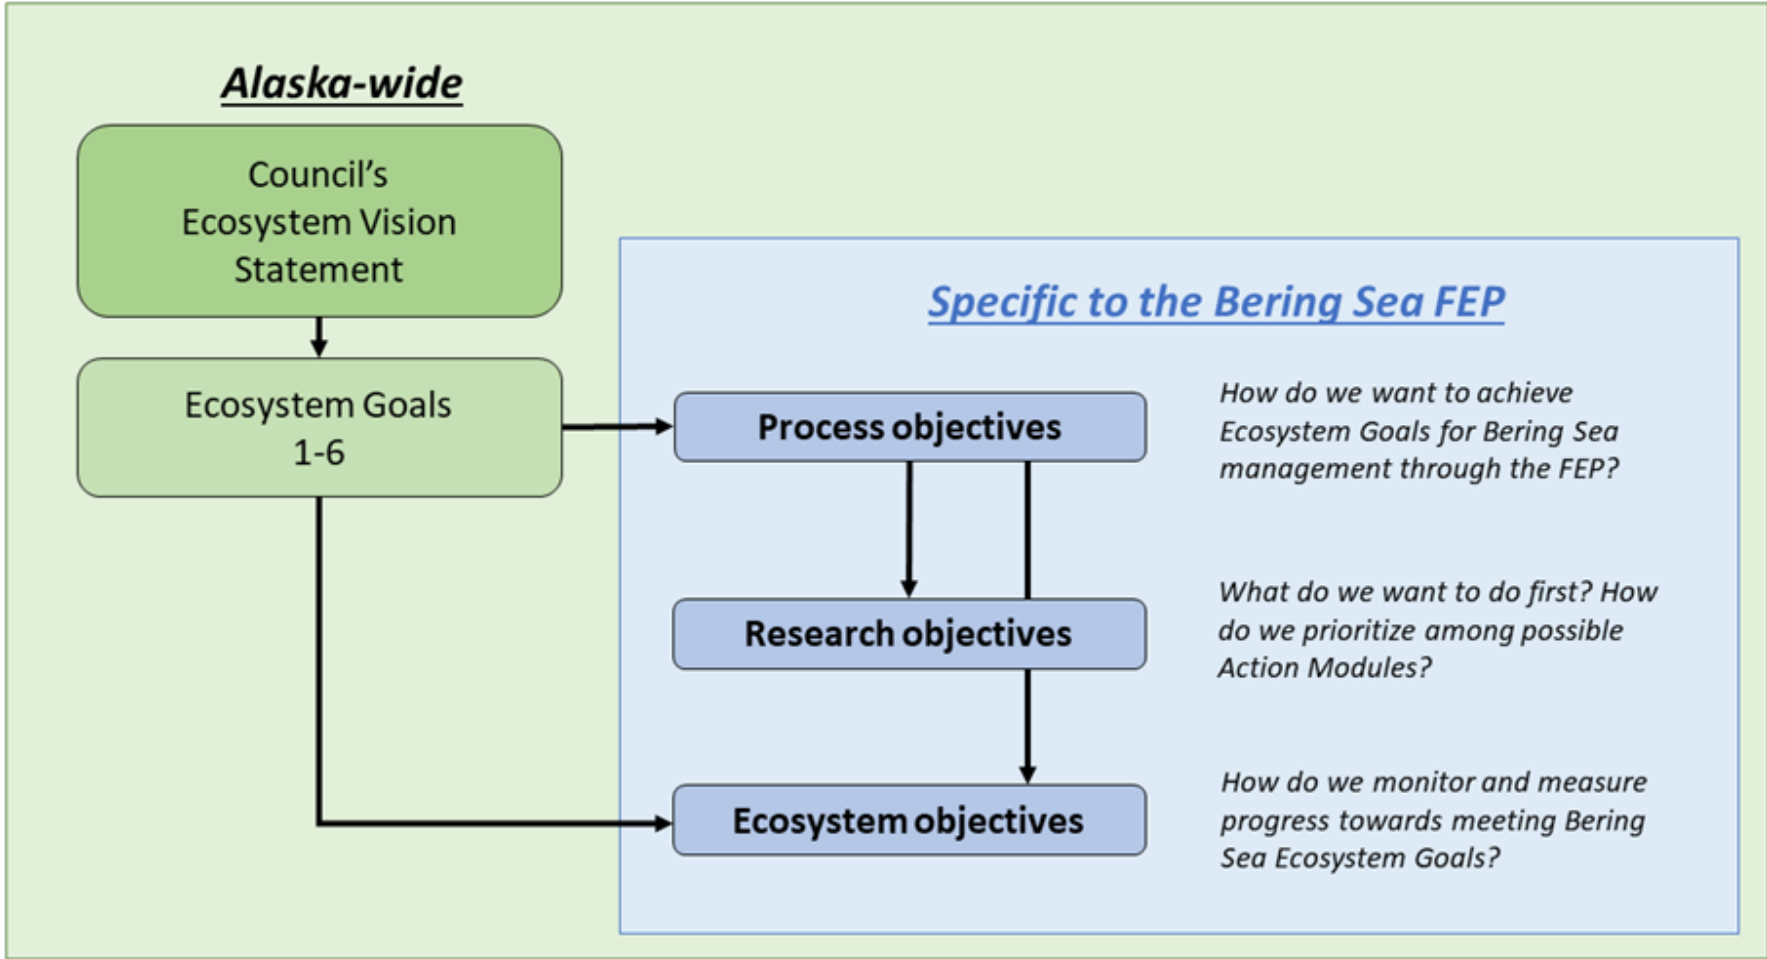 Alaska-wide
Council’s
Ecosystem Vision
Statement
Ecosystem Goals
1-6
Specific to the Bering Sea FEP
Process objectives
How do we want to achieve
Ecosystem Goals for Bering Sea
management through the FEP?
Research objectives
What do we want to do first? How
do we prioritize among possible
Action Modules?
Ecosystem objectives
How do we monitor and measure
progress towards meeting Bering
Sea Ecosystem Goals?